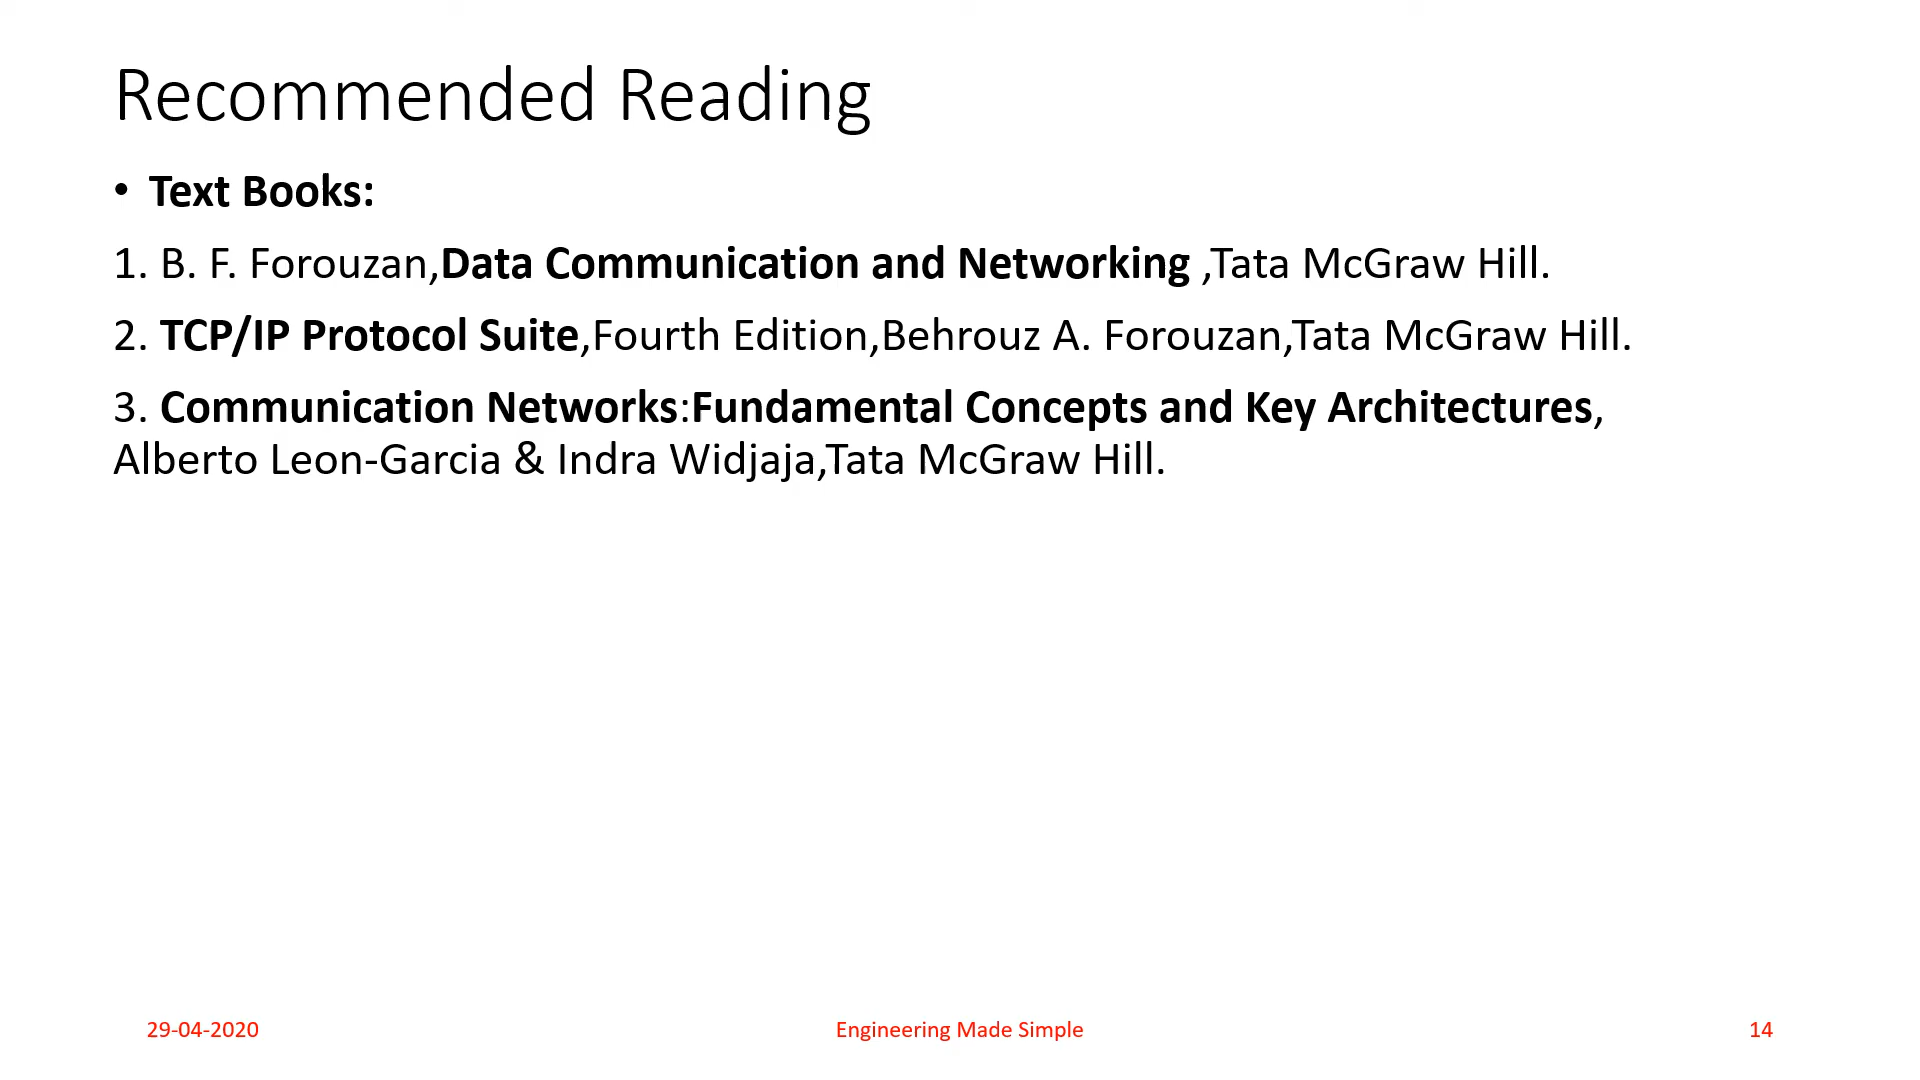 Recommended Reading
• Text Books:
1. B. F. Forouzan,Data Communication and Networking ,Tata McGraw Hill.
2. TCP/IP Protocol Suite,Fourth Edition,Behrouz A. Forouzan,Tata McGraw Hill.
3. Communication Networks:Fundamental Concepts and Key Architectures,
Alberto Leon-Garcia & Indra Widjaja,Tata McGraw Hill.
29-04-2020
Engineering Made Simple
14